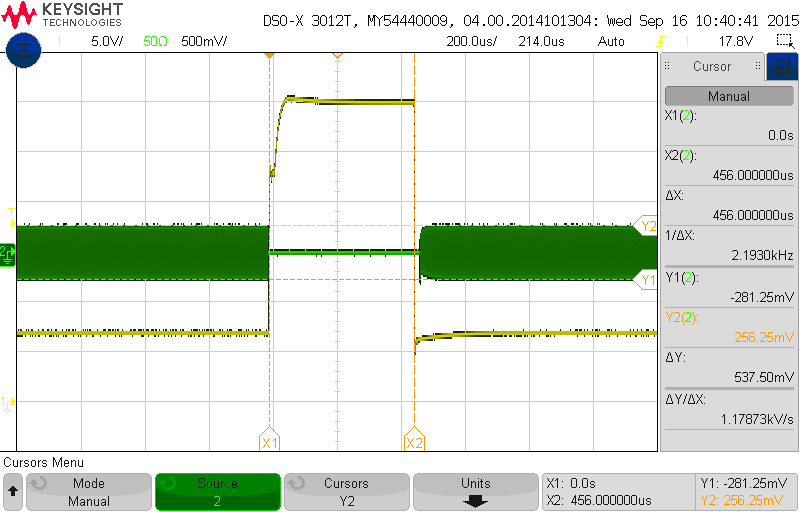 KEYSIGHT
TECHNOLOGIES
DSO-X 3012T, MY54440009, 04.00.2014101304: Wed Sep 16 10:40:41 2015
1 5.0V/ 50Ω 500mV/ 200.0us/ 214.0us Auto 1 17.8V
Cursor
Manual
X1(2):
0.0s
X2(2):
456.000000us
ΔX:
456.000000us
1/ΔX:
2.1930kHz
Y1(2):
-281.25mV
Y2(2):
256.25mV
ΔY:
537.50mV
ΔY/ΔX:
1.17873kV/s
T
Y2
2
Y1
1
X1 X2
Cursors Menu
Mode
Manual
Source
2
Cursors
Y2
Units
X1: 0.0s
X2: 456.000000us
Y1: -281.25mV
Y2: 256.25mV